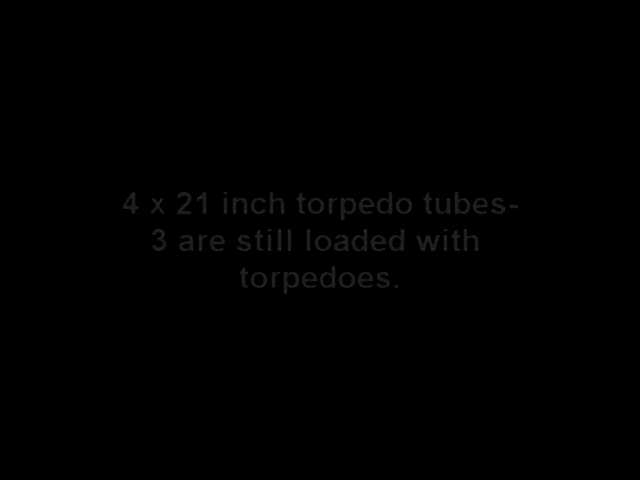 4 x 21 inch torpedo tubes-
3 are still loaded with
torpedoes.